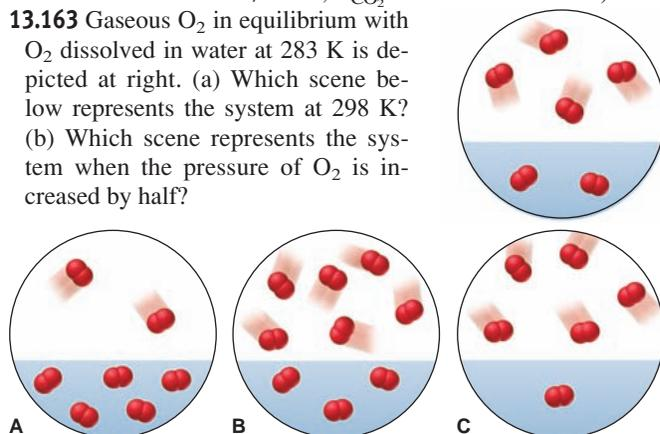 CO₂
13.163 Gaseous O₂ in equilibrium with
O₂ dissolved in water at 283 K is de-
picted at right. (a) Which scene be-
low represents the system at 298 K?
(b) Which scene represents the sys-
tem when the pressure of O₂ is in-
creased by half?
A
B
C